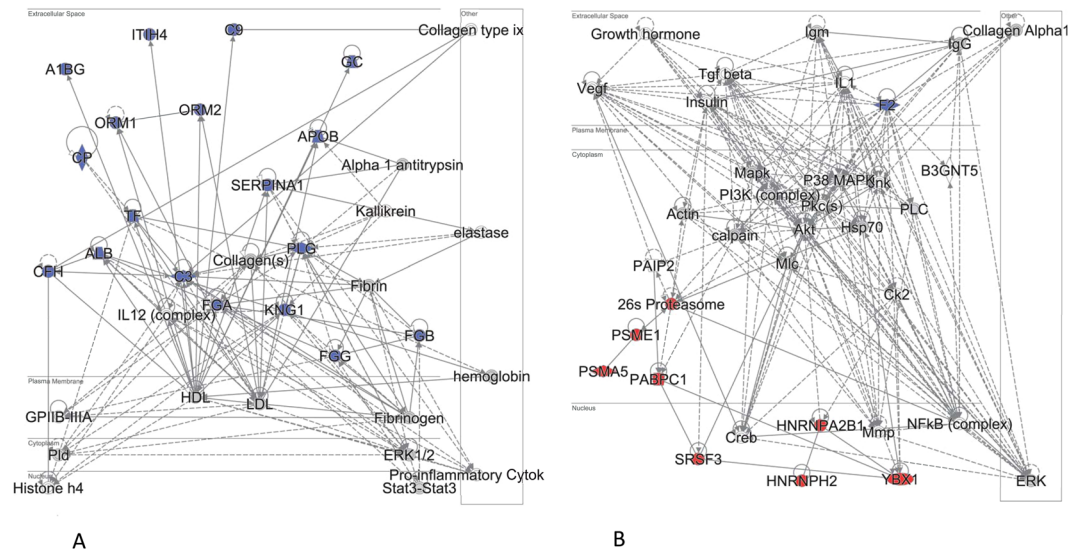 Extracellular Space
Other
ITIH4
C9
Collagen type ix
A1BG
GC
ORM1
ORM2
APOB
CP
Alpha 1 antitrypsin
SERPINA1
Kallikrein
TF
elastase
ALB
PLG
Collagen(s)
CFH
C3
Fibrin
FGA
IL12 (complex)
KNG1
FGB
FGG
Plasma Membrane
hemoglobin
HDL
LDL
GPIIB-IIIA
Fibrinogen
Cytoplasm
Pld
ERK1/2
Pro-inflammatory Cytok
Histone h4
Stat3-Stat3
A
Extracellular Space
Growth hormone
Igm
IgG
Collagen Alpha1
Tgf beta
Vegf
IL1
Insulin
F2
Plasma Membrane
Cytoplasm
Mapk
P38 MAPK
Jnk
B3GNT5
PI3K (complex)
Pkc(s)
PLC
Actin
calpain
Akt
Hsp70
PAIP2
Mlc
Ck2
26s Proteasome
PSME1
PSMA5
PABPC1
Nucleus
HNRNPA2B1
Creb
Mmp
NFkB (complex)
SRSF3
HNRNPH2
YBX1
ERK
B